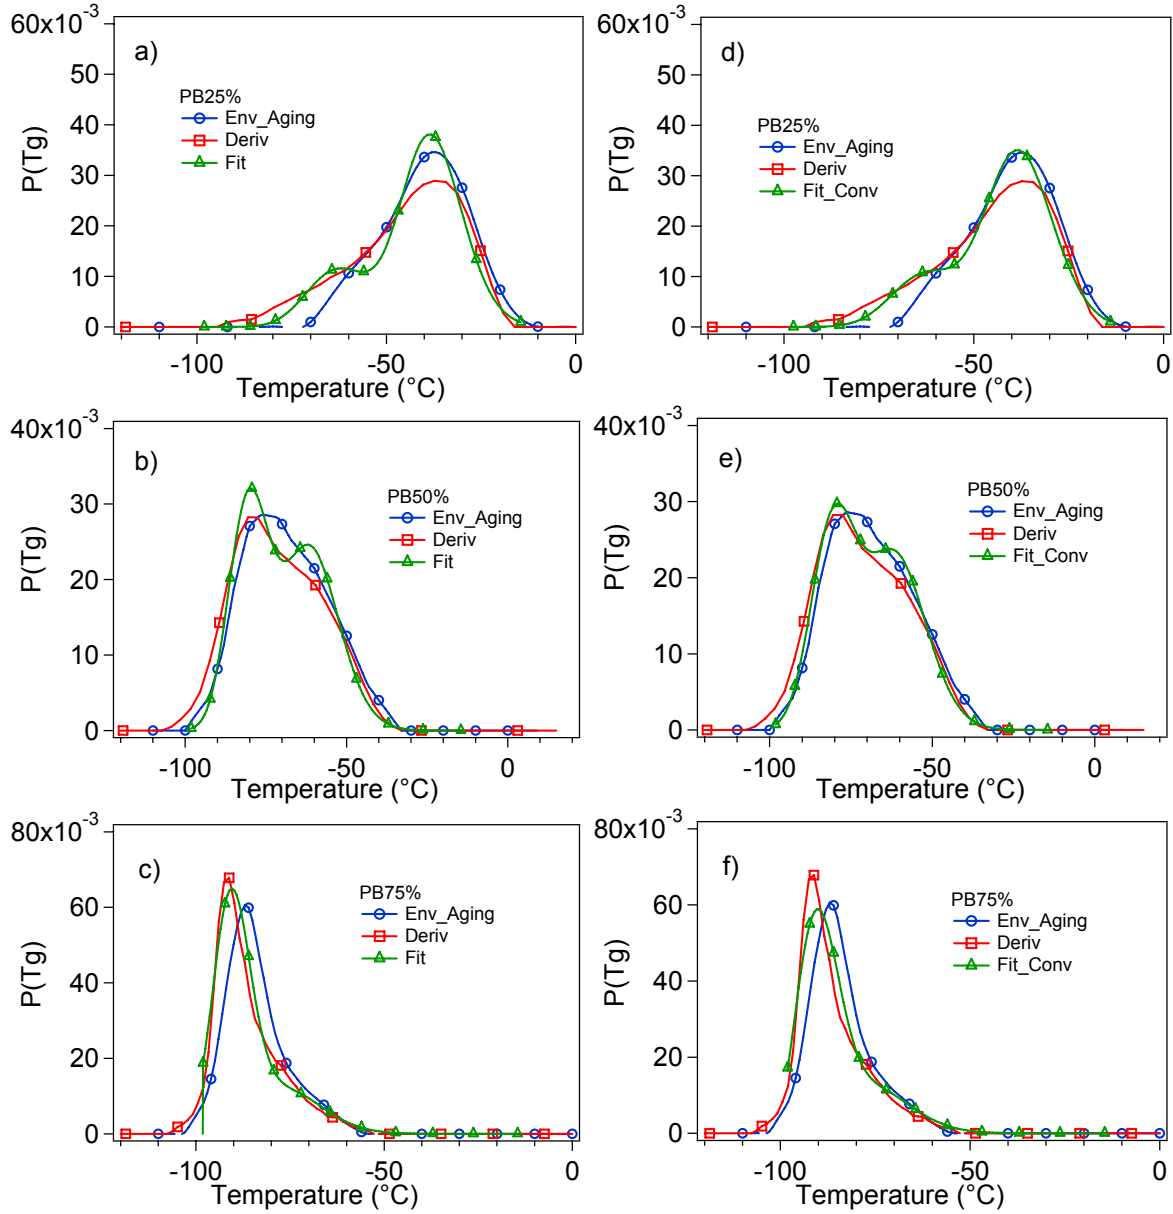 60x10⁻³
a)
50
40
30
20
10
0
P(Tg)
PB25%
Env_Aging
Deriv
Fit
-100
-50
0
Temperature (°C)
60x10⁻³
d)
50
40
30
20
10
0
P(Tg)
PB25%
Env_Aging
Deriv
Fit_Conv
-100
-50
0
Temperature (°C)
40x10⁻³
b)
30
20
10
0
P(Tg)
PB50%
Env_Aging
Deriv
Fit
-100
-50
0
Temperature (°C)
40x10⁻³
e)
30
20
10
0
P(Tg)
PB50%
Env_Aging
Deriv
Fit_Conv
-100
-50
0
Temperature (°C)
80x10⁻³
c)
60
40
20
0
P(Tg)
PB75%
Env_Aging
Deriv
Fit
-100
-50
0
Temperature (°C)
80x10⁻³
f)
60
40
20
0
P(Tg)
PB75%
Env_Aging
Deriv
Fit_Conv
-100
-50
0
Temperature (°C)